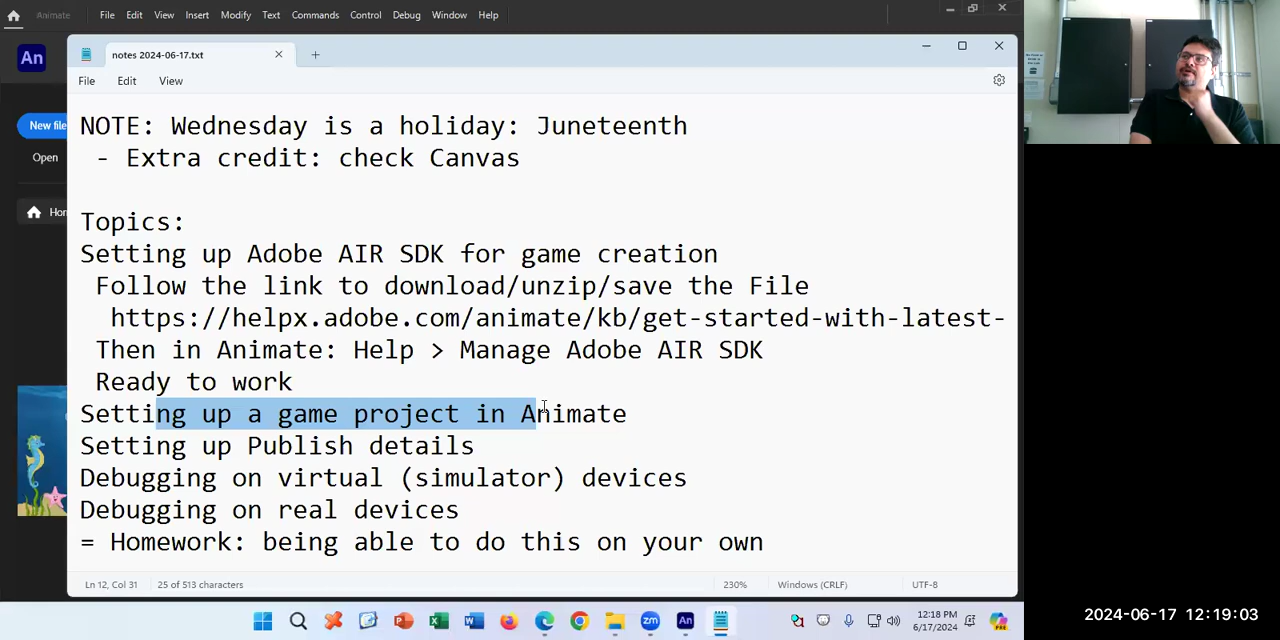 Animate File Edit View Insert Modify Text Commands Control Debug Window Help
An
notes 2024-06-17.txt
File Edit View
New file
Open
Hom
NOTE: Wednesday is a holiday: Juneteenth
- Extra credit: check Canvas
Topics:
Setting up Adobe AIR SDK for game creation
Follow the link to download/unzip/save the File
https://helpx.adobe.com/animate/kb/get-started-with-latest-
Then in Animate: Help > Manage Adobe AIR SDK
Ready to work
Setting up a game project in Animate
Setting up Publish details
Debugging on virtual (simulator) devices
Debugging on real devices
= Homework: being able to do this on your own
Ln 12, Col 31 25 of 513 characters 230% Windows (CRLF) UTF-8
zm An
12:18 PM
6/17/2024
PRE
2024-06-17 12:19:03